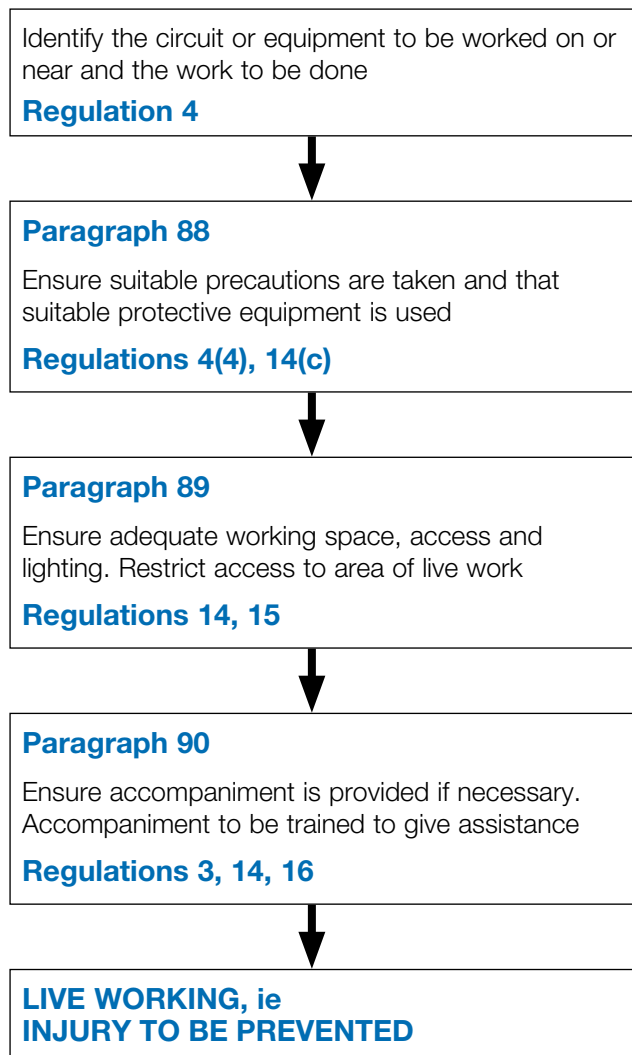 Identify the circuit or equipment to be worked on or
near and the work to be done
Regulation 4
Paragraph 88
Ensure suitable precautions are taken and that
suitable protective equipment is used
Regulations 4(4), 14(c)
Paragraph 89
Ensure adequate working space, access and
lighting. Restrict access to area of live work
Regulations 14, 15
Paragraph 90
Ensure accompaniment is provided if necessary.
Accompaniment to be trained to give assistance
Regulations 3, 14, 16
LIVE WORKING, ie
INJURY TO BE PREVENTED